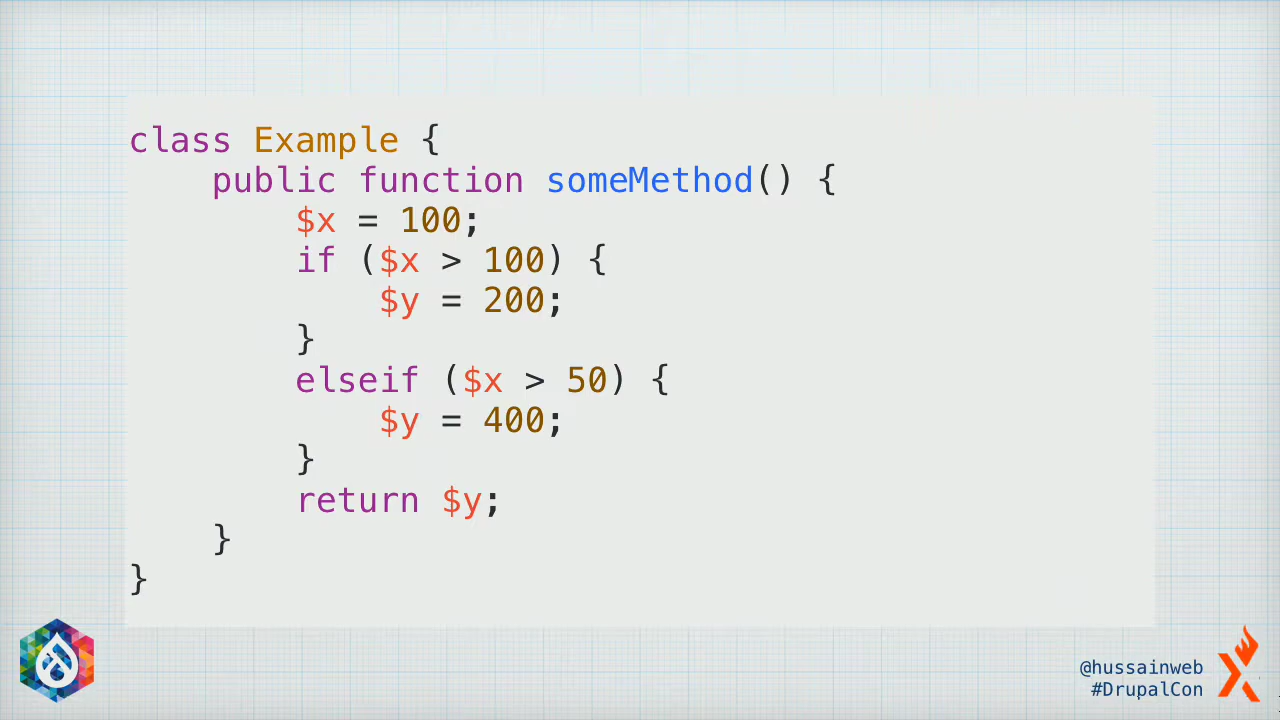 class Example {
    public function someMethod() {
        $x = 100;
        if ($x > 100) {
            $y = 200;
        }
        elseif ($x > 50) {
            $y = 400;
        }
        return $y;
    }
}
@hussainweb
#DrupalCon